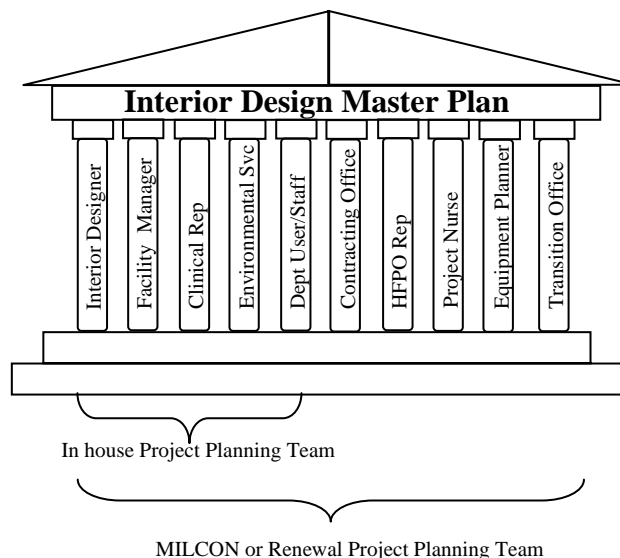 Interior Design Master Plan
Interior Designer
Facility Manager
Clinical Rep
Environmental Svc
Dept User/Staff
Contracting Office
HFPO Rep
Project Nurse
Equipment Planner
Transition Office
In house Project Planning Team
MILCON or Renewal Project Planning Team